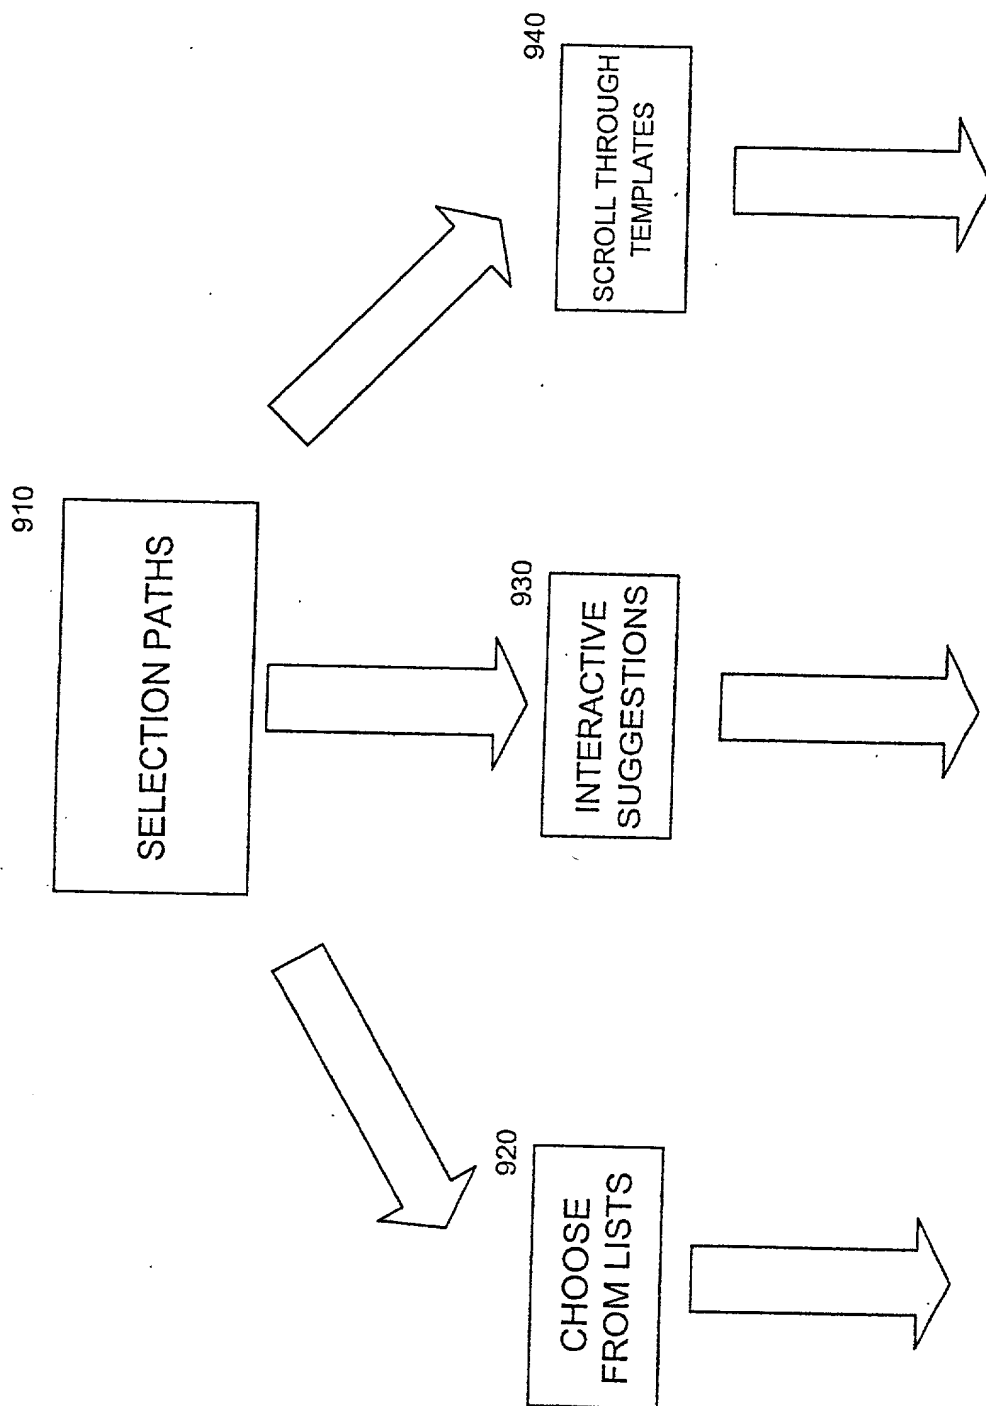 910
SELECTION PATHS
920
CHOOSE
FROM LISTS
930
INTERACTIVE
SUGGESTIONS
940
SCROLL THROUGH
TEMPLATES